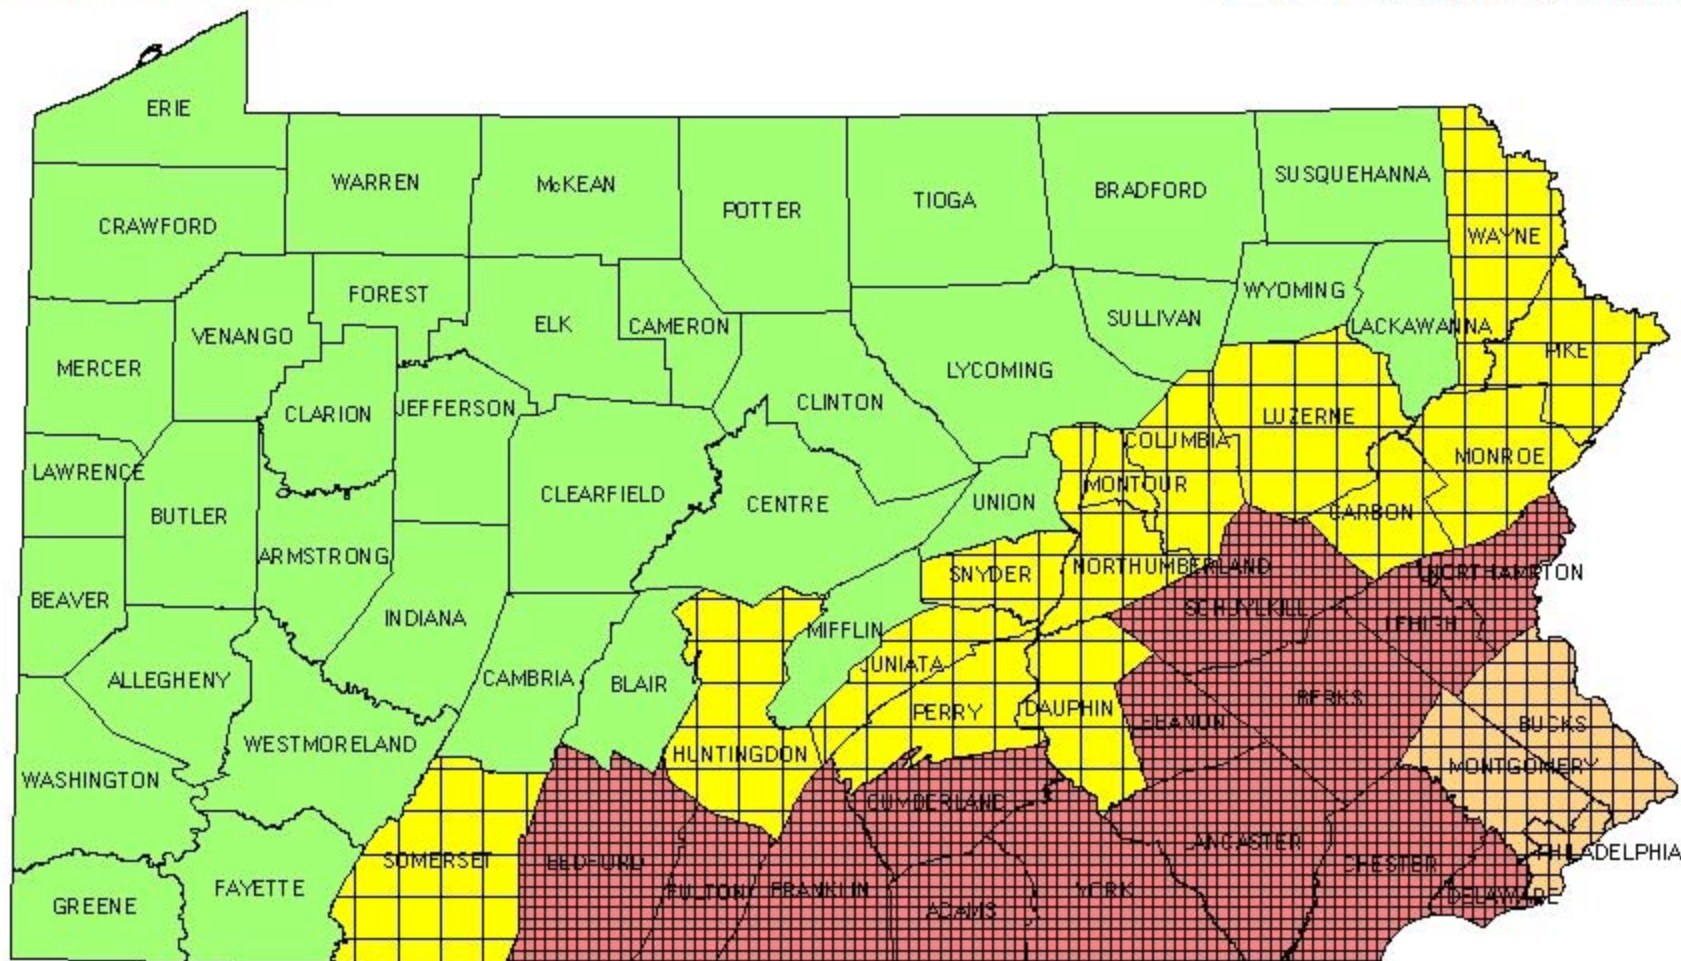 ERIE
WARREN
McKEAN
POTTER
TIOGA
BRADFORD
SUSQUEHANNA
CRAWFORD
WAYNE
FOREST
ELK
CAMERON
SULLIVAN
WYOMING
LACKAWANNA
VENANGO
MERCER
PIKE
LYCOMING
CLARION
JEFFERSON
CLINTON
LUZERNE
COLUMBIA
MONROE
LAWRENCE
MONTOUR
CLEARFIELD
CENTRE
UNION
CARBON
BUTLER
ARMSTRONG
SNYDER
NORTHUMBERLAND
NORTHAMPTON
BEAVER
INDIANA
SCHUYLKILL
LEHIGH
MIFFLIN
JUNIATA
ALLEGHENY
CAMBRIA
BLAIR
BERKS
PERRY
DAUPHIN
LEBANON
BUCKS
WESTMORELAND
HUNTINGDON
MONTGOMERY
WASHINGTON
CUMBERLAND
LANCASTER
PHILADELPHIA
SOMERSET
BEDFORD
CHESTER
GREENE
FAYETTE
FULTON
FRANKLIN
ADAMS
YORK
DELAWARE